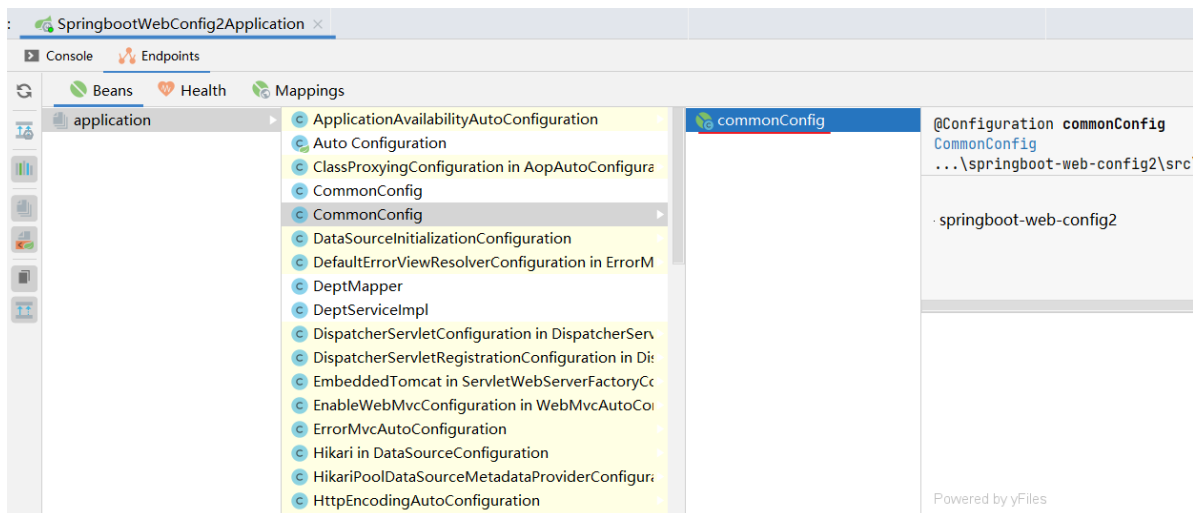 : SpringbootWebConfig2Application ×
Console Endpoints
Beans Health Mappings
application
ApplicationAvailabilityAutoConfiguration
Auto Configuration
ClassProxyingConfiguration in AopAutoConfigura
CommonConfig
CommonConfig
DataSourceInitializationConfiguration
DefaultErrorViewResolverConfiguration in ErrorM
DeptMapper
DeptServiceImpl
DispatcherServletConfiguration in DispatcherServ
DispatcherServletRegistrationConfiguration in Dis
EmbeddedTomcat in ServletWebServerFactoryCo
EnableWebMvcConfiguration in WebMvcAutoCon
ErrorMvcAutoConfiguration
Hikari in DataSourceConfiguration
HikariPoolDataSourceMetadataProviderConfigura
HttpEncodingAutoConfiguration
commonConfig
@Configuration commonConfig
CommonConfig
...\springboot-web-config2\src\
springboot-web-config2
Powered by yFiles